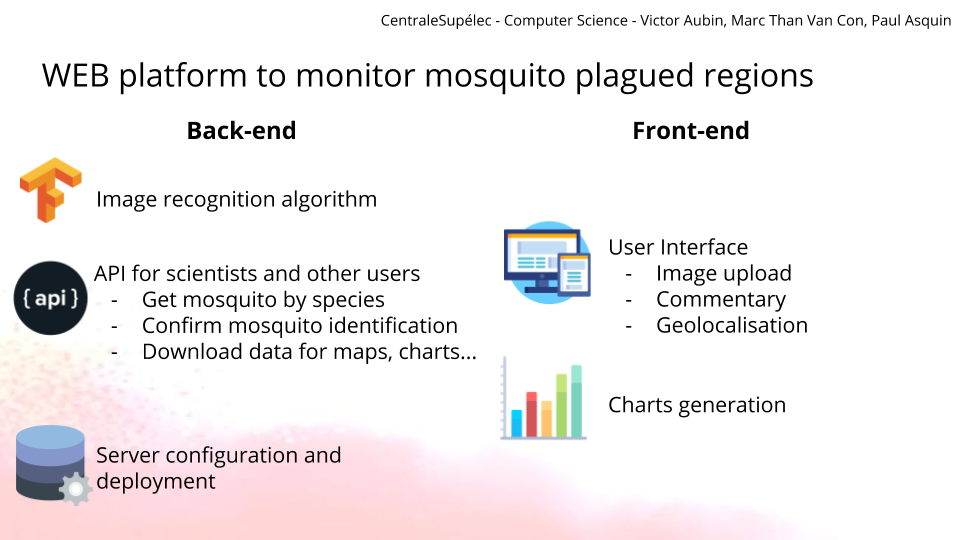 CentraleSupélec - Computer Science - Victor Aubin, Marc Than Van Con, Paul Asquin
WEB platform to monitor mosquito plagued regions
Back-end
Image recognition algorithm
{ api }
API for scientists and other users
- Get mosquito by species
- Confirm mosquito identification
- Download data for maps, charts...
Server configuration and
deployment
Front-end
User Interface
- Image upload
- Commentary
- Geolocalisation
Charts generation